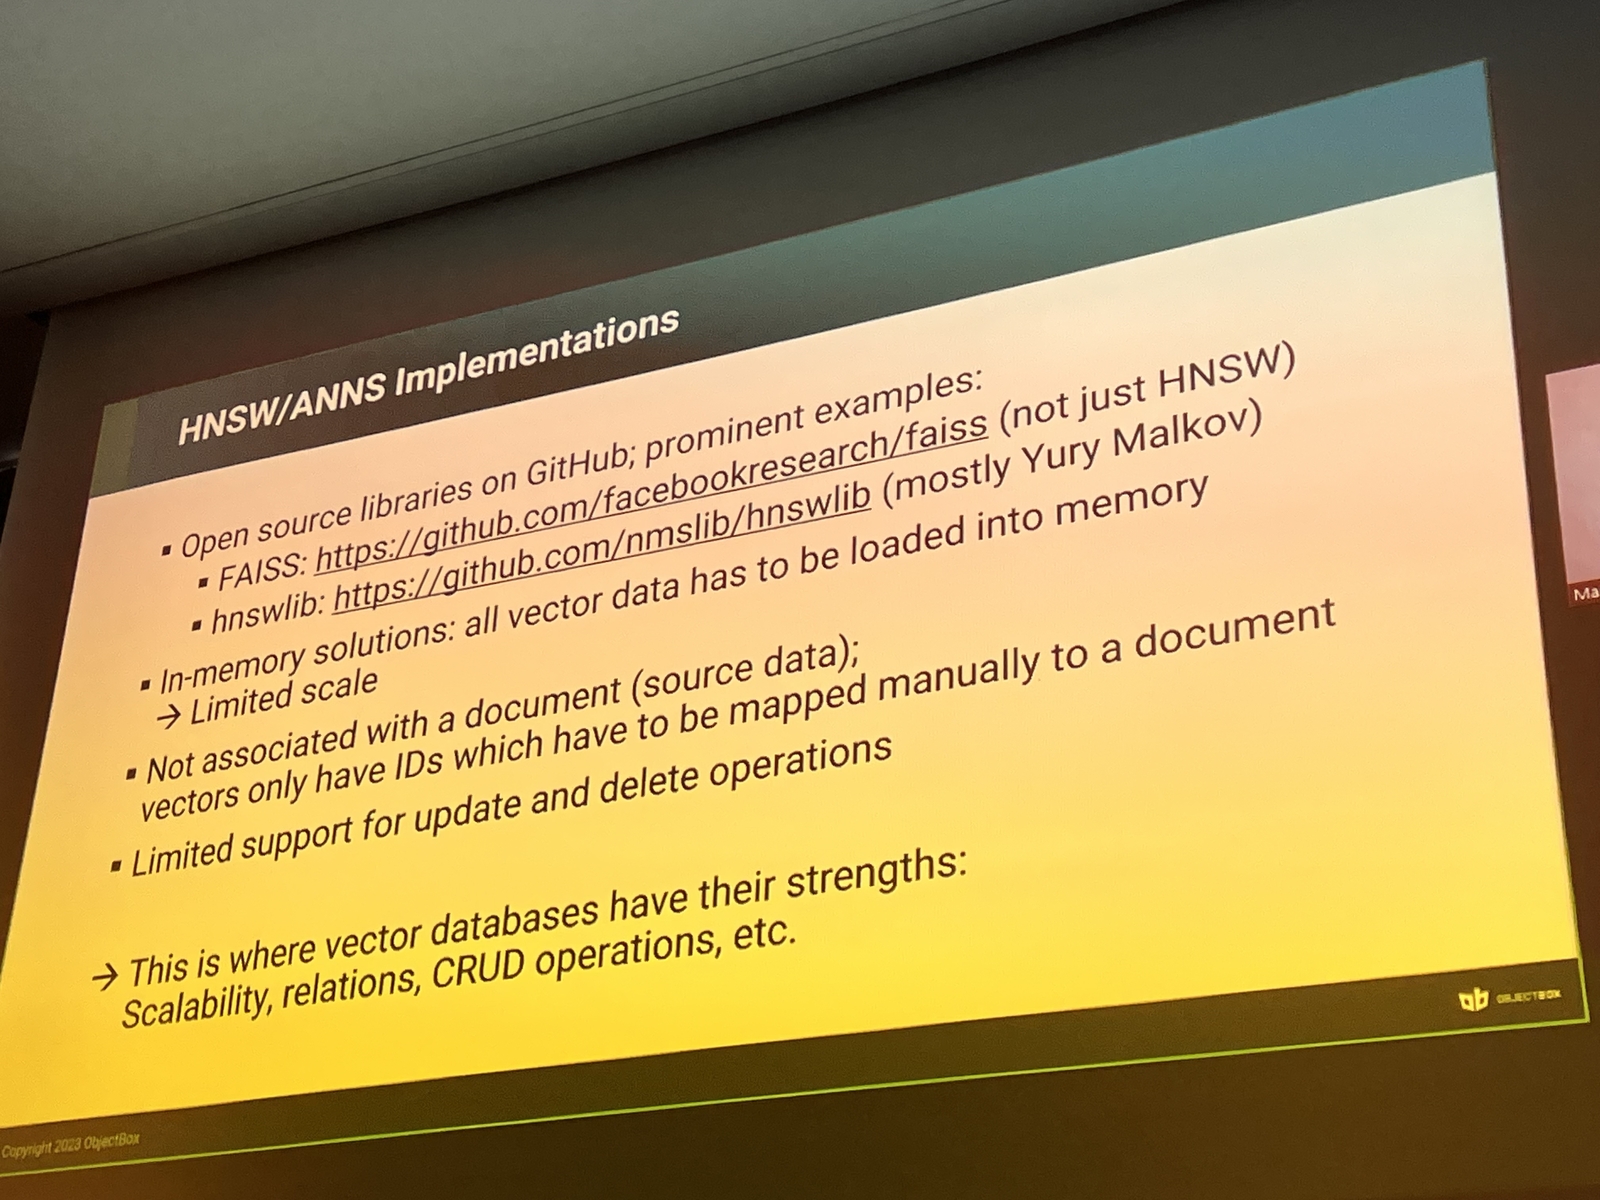 HNSW/ANNS Implementations
▪ Open source libraries on GitHub; prominent examples:
▪ FAISS: https://github.com/facebookresearch/faiss (not just HNSW)
▪ hnswlib: https://github.com/nmslib/hnswlib (mostly Yury Malkov)
▪ In-memory solutions: all vector data has to be loaded into memory
→ Limited scale
▪ Not associated with a document (source data);
vectors only have IDs which have to be mapped manually to a document
▪ Limited support for update and delete operations
→ This is where vector databases have their strengths:
Scalability, relations, CRUD operations, etc.
OBJECTBOX
Copyright 2023 ObjectBox